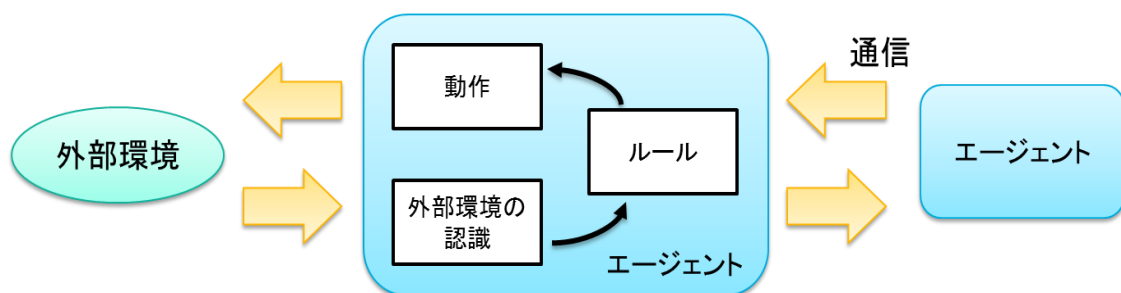 外部環境
動作
外部環境の
認識
ルール
エージェント
通信
エージェント